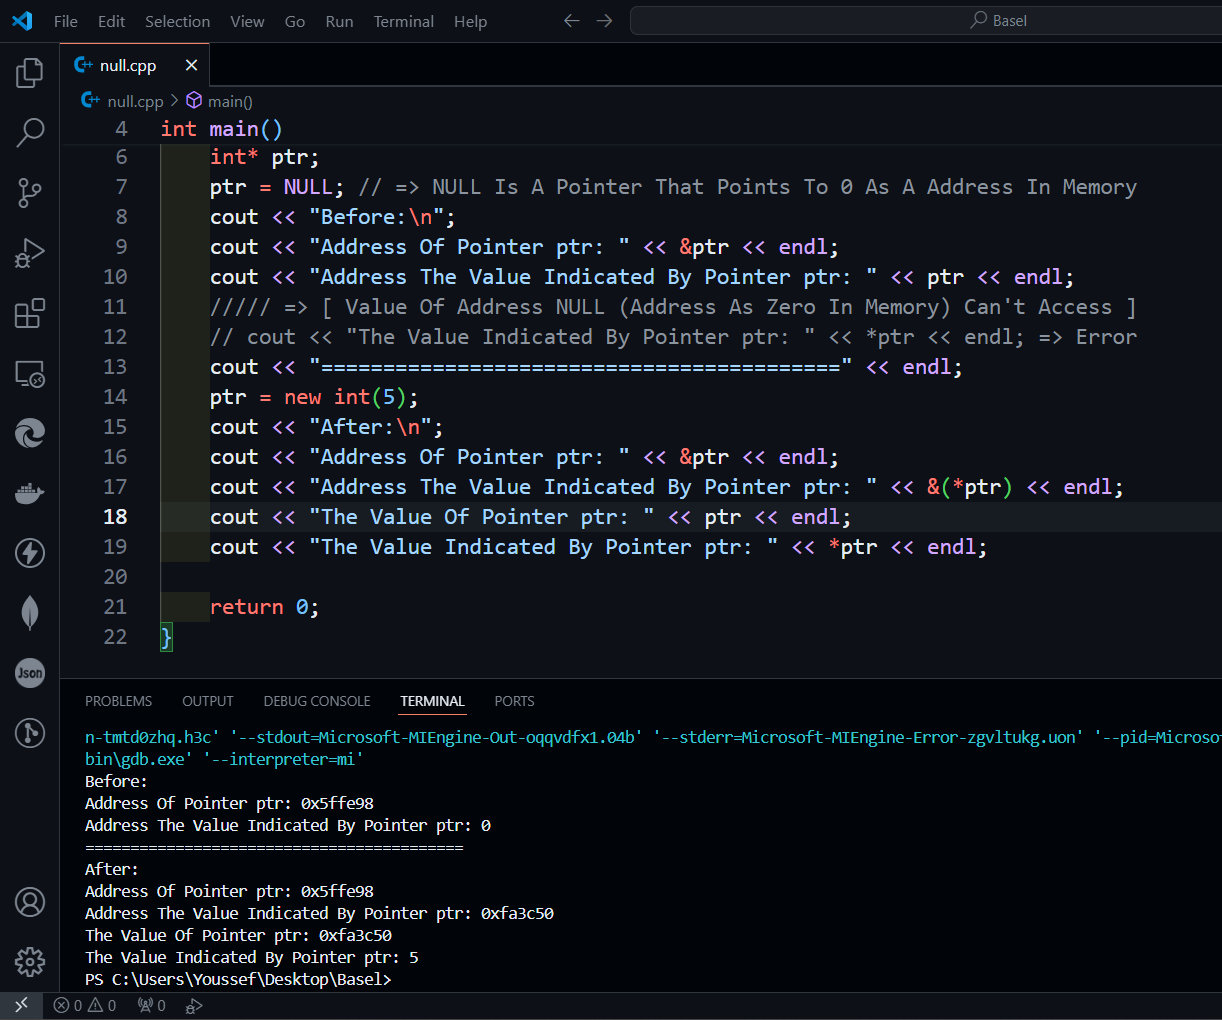 File Edit Selection View Go Run Terminal Help Basel
null.cpp
null.cpp main()
4 int main()
6 int* ptr;
7 ptr = NULL; // => NULL Is A Pointer That Points To 0 As A Address In Memory
8 cout << "Before:\n";
9 cout << "Address Of Pointer ptr: " << &ptr << endl;
10 cout << "Address The Value Indicated By Pointer ptr: " << ptr << endl;
11 ///// => [ Value Of Address NULL (Address As Zero In Memory) Can't Access ]
12 // cout << "The Value Indicated By Pointer ptr: " << *ptr << endl; => Error
13 cout << "==========================================" << endl;
14 ptr = new int(5);
15 cout << "After:\n";
16 cout << "Address Of Pointer ptr: " << &ptr << endl;
17 cout << "Address The Value Indicated By Pointer ptr: " << &(*ptr) << endl;
18 cout << "The Value Of Pointer ptr: " << ptr << endl;
19 cout << "The Value Indicated By Pointer ptr: " << *ptr << endl;
20
21 return 0;
22 }
Json
PROBLEMS OUTPUT DEBUG CONSOLE TERMINAL PORTS
n-tmtd0zhq.h3c' '--stdout=Microsoft-MIEngine-Out-oqqvdfx1.04b' '--stderr=Microsoft-MIEngine-Error-zgvltukg.uon' '--pid=Microso
bin\gdb.exe' '--interpreter=mi'
Before:
Address Of Pointer ptr: 0x5ffe98
Address The Value Indicated By Pointer ptr: 0
==========================================
After:
Address Of Pointer ptr: 0x5ffe98
Address The Value Indicated By Pointer ptr: 0xfa3c50
The Value Of Pointer ptr: 0xfa3c50
The Value Indicated By Pointer ptr: 5
PS C:\Users\Youssef\Desktop\Basel>
0 0 0